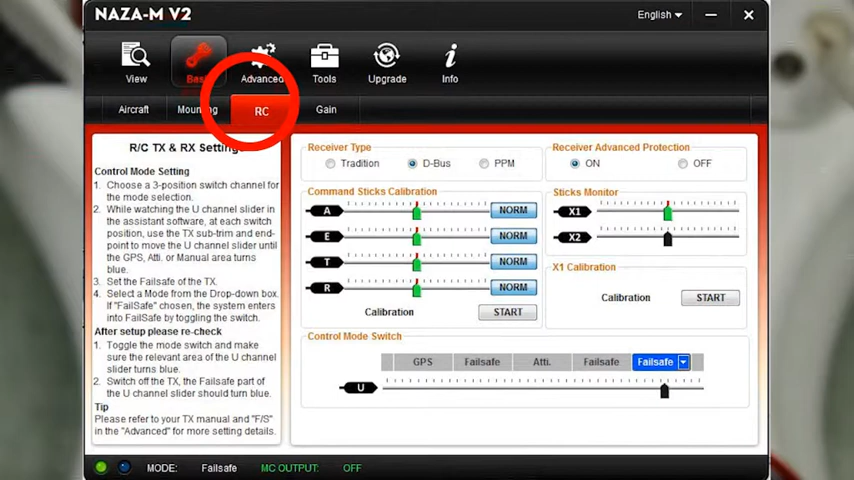 NAZA-M V2
English
View
Basic
Advanced
Tools
Upgrade
Info
Aircraft
Mounting
RC
Gain
R/C TX & RX Settings
Control Mode Setting
1. Choose a 3-position switch channel for
the mode selection.
2. While watching the U channel slider in
the assistant software, at each switch
position, use the TX sub-trim and end-
point to move the U channel slider until
the GPS, Atti. or Manual area turns
blue.
3. Set the Failsafe of the TX.
4. Select a Mode from the Drop-down box.
If "FailSafe" chosen, the system enters
into FailSafe by toggling the switch.
After setup please re-check
1. Toggle the mode switch and make
sure the relevant area of the U channel
slider turns blue.
2. Switch off the TX, the Failsafe part of
the U channel slider should turn blue.
Tip
Please refer to your TX manual and "F/S"
in the "Advanced" for more setting details.
Receiver Type
Tradition
D-Bus
PPM
Receiver Advanced Protection
ON
OFF
Command Sticks Calibration
A
NORM
E
NORM
T
NORM
R
NORM
Calibration
START
Sticks Monitor
X1
X2
X1 Calibration
Calibration
START
Control Mode Switch
GPS
Failsafe
Atti.
Failsafe
Failsafe
U
MODE:
Failsafe
MC OUTPUT:
OFF